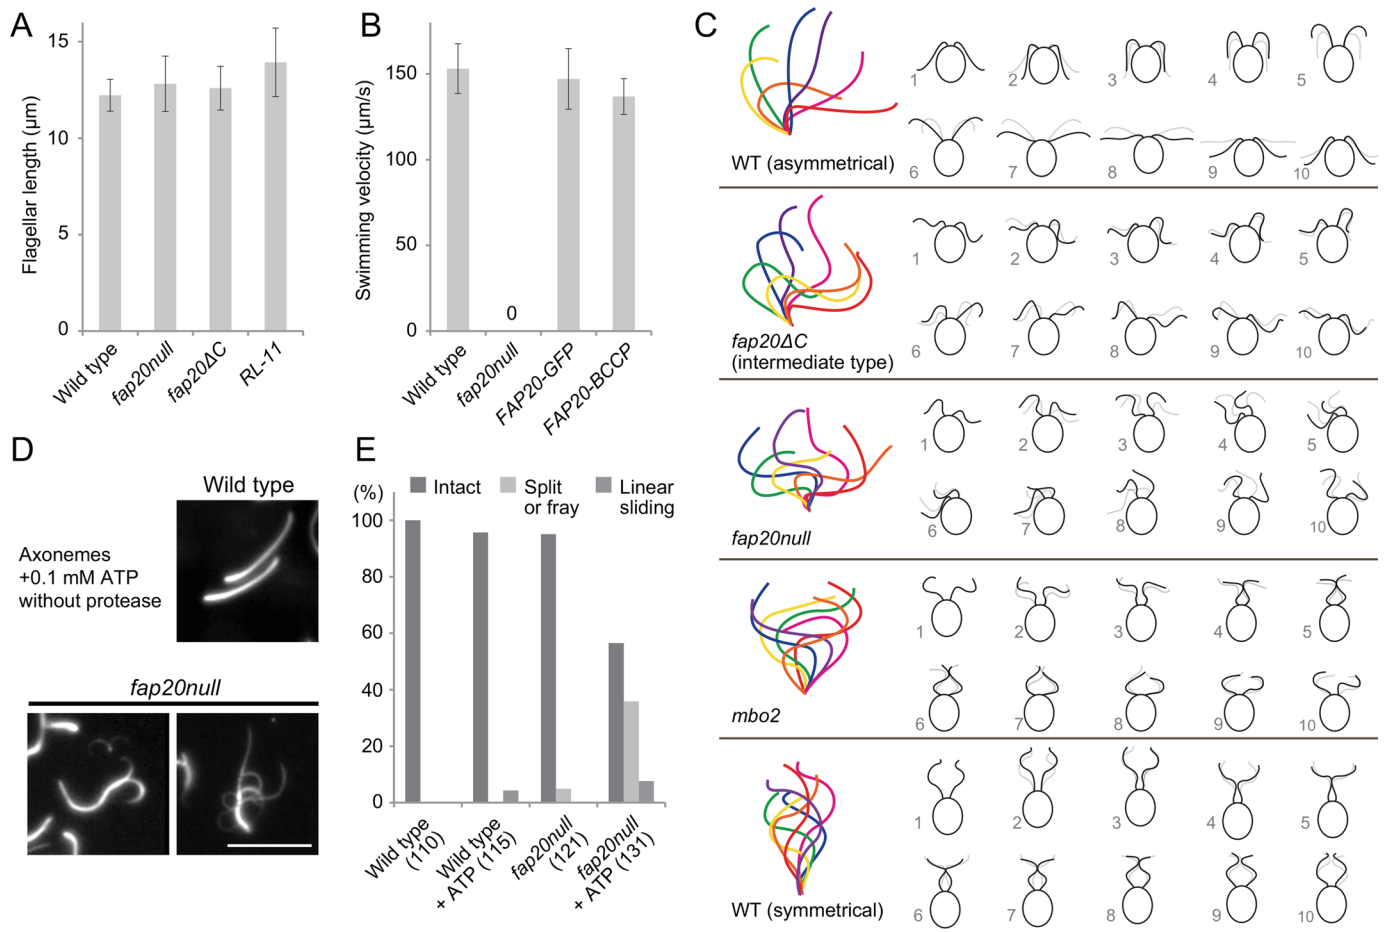 A
15
10
5
0
Flagellar length (µm)
Wild type
fap20null
fap20ΔC
RL-11
B
150
100
50
0
0
Swimming velocity (µm/s)
Wild type
fap20null
FAP20-GFP
FAP20-BCCP
C
1
2
3
4
5
6
7
8
9
10
WT (asymmetrical)
1
2
3
4
5
6
7
8
9
10
fap20ΔC
(intermediate type)
1
2
3
4
5
6
7
8
9
10
fap20null
1
2
3
4
5
6
7
8
9
10
mbo2
1
2
3
4
5
6
7
8
9
10
WT (symmetrical)
D
Wild type
Axonemes
+0.1 mM ATP
without protease
fap20null
E
(%)
Intact
Split
or fray
Linear
sliding
100
80
60
40
20
0
Wild type
(110)
Wild type
+ ATP (115)
fap20null
(121)
fap20null
+ ATP (131)